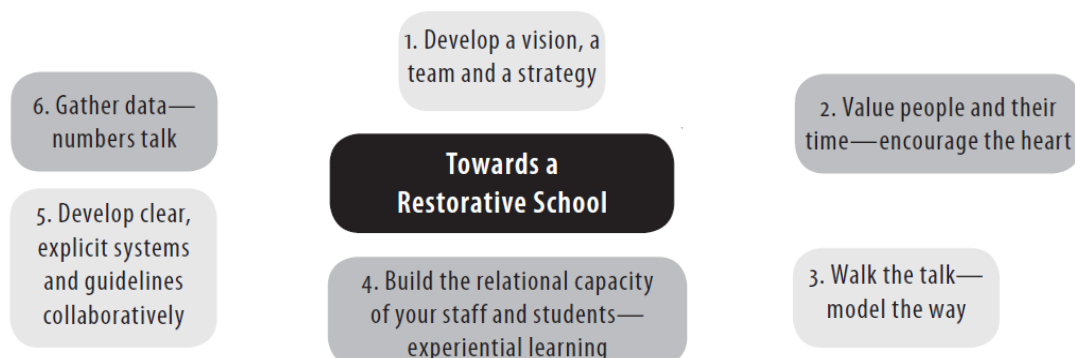 1. Develop a vision, a
team and a strategy
6. Gather data—
numbers talk
2. Value people and their
time—encourage the heart
Towards a
Restorative School
5. Develop clear,
explicit systems
and guidelines
collaboratively
4. Build the relational capacity
of your staff and students—
experiential learning
3. Walk the talk—
model the way